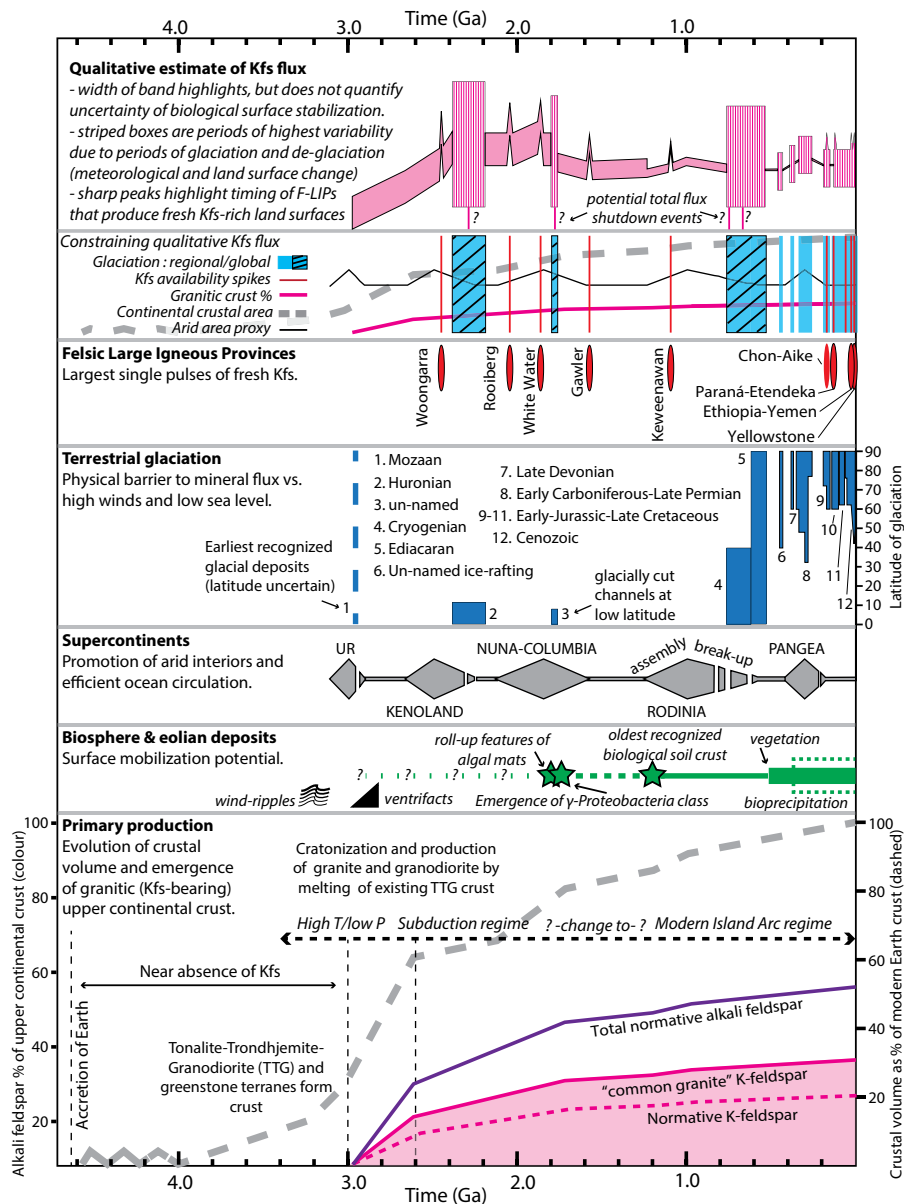 Time (Ga)
4.0
3.0
2.0
1.0
Qualitative estimate of Kfs flux
- width of band highlights, but does not quantify
uncertainty of biological surface stabilization.
- striped boxes are periods of highest variability
due to periods of glaciation and de-glaciation
(meteorological and land surface change)
- sharp peaks highlight timing of F-LIPs
that produce fresh Kfs-rich land surfaces
?
?
potential total flux
shutdown events
?
?
Constraining qualitative Kfs flux
Glaciation : regional/global
Kfs availability spikes
Granitic crust %
Continental crustal area
Arid area proxy
Felsic Large Igneous Provinces
Largest single pulses of fresh Kfs.
Woongarra
Rooiberg
White Water
Gawler
Keweenawan
Chon-Aike
Paraná-Etendeka
Ethiopia-Yemen
Yellowstone
Terrestrial glaciation
Physical barrier to mineral flux vs.
high winds and low sea level.
Earliest recognized
glacial deposits
(latitude uncertain)
1
1. Mozaan
2. Huronian
3. un-named
4. Cryogenian
5. Ediacaran
6. Un-named ice-rafting
7. Late Devonian
8. Early Carboniferous-Late Permian
9-11. Early-Jurassic-Late Cretaceous
12. Cenozoic
2
3
glacially cut
channels at
low latitude
4
5
6
7
8
9
10
11
12
90
80
70
60
50
40
30
20
10
0
Latitude of glaciation
Supercontinents
Promotion of arid interiors and
efficient ocean circulation.
UR
KENOLAND
NUNA-COLUMBIA
RODINIA
assembly
break-up
PANGEA
Biosphere & eolian deposits
Surface mobilization potential.
wind-ripples
ventrifacts
? ? ? ?
roll-up features of
algal mats
Emergence of γ-Proteobacteria class
oldest recognized
biological soil crust
vegetation
bioprecipitation
Primary production
Evolution of crustal
volume and emergence
of granitic (Kfs-bearing)
upper continental crust.
Cratonization and production
of granite and granodiorite by
melting of existing TTG crust
High T/low P
Subduction regime
? -change to- ?
Modern Island Arc regime
Near absence of Kfs
Accretion of Earth
Tonalite-Trondhjemite-
Granodiorite (TTG) and
greenstone terranes form
crust
Total normative alkali feldspar
"common granite" K-feldspar
Normative K-feldspar
Alkali feldspar % of upper continental crust (colour)
100
80
60
40
20
Crustal volume as % of modern Earth crust (dashed)
100
80
60
40
20
4.0
3.0
2.0
1.0
Time (Ga)